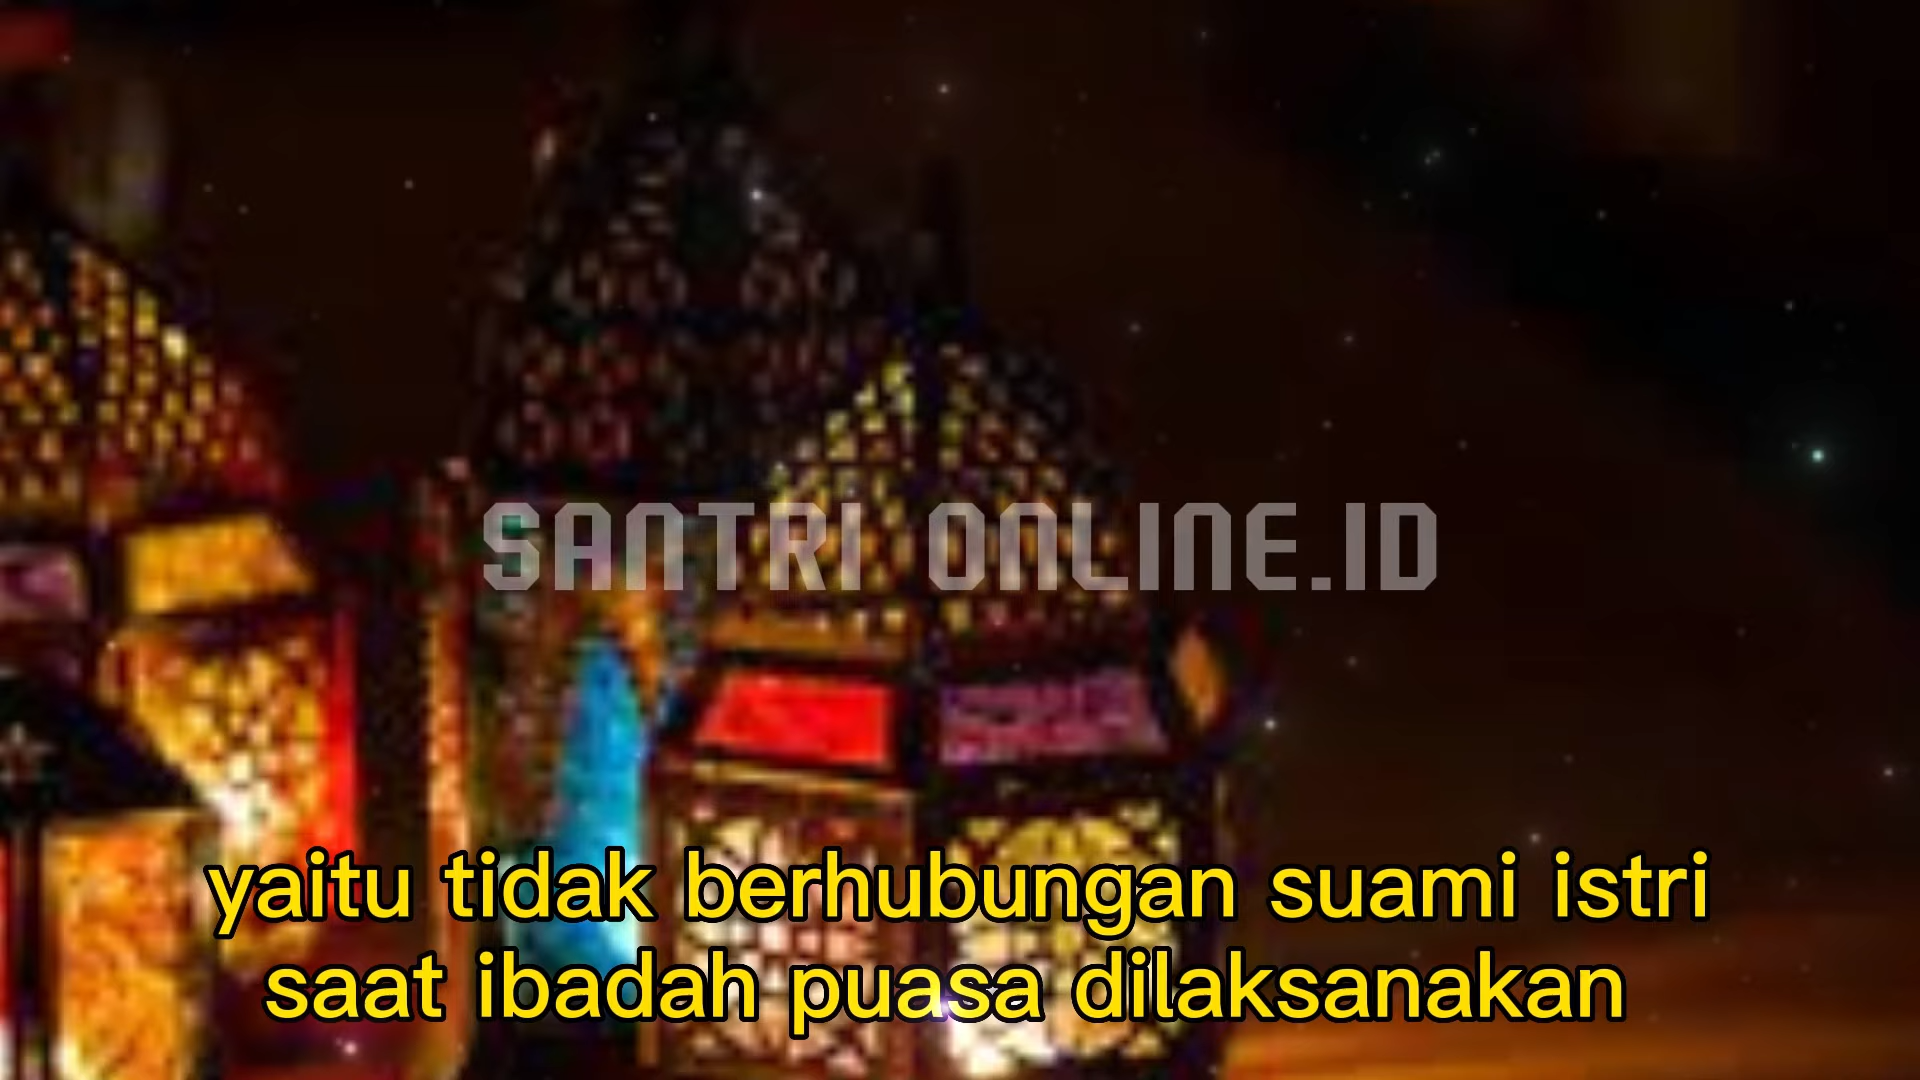 SANTRI ONLINE.ID
yaitu tidak berhubungan suami istri
saat ibadah puasa dilaksanakan